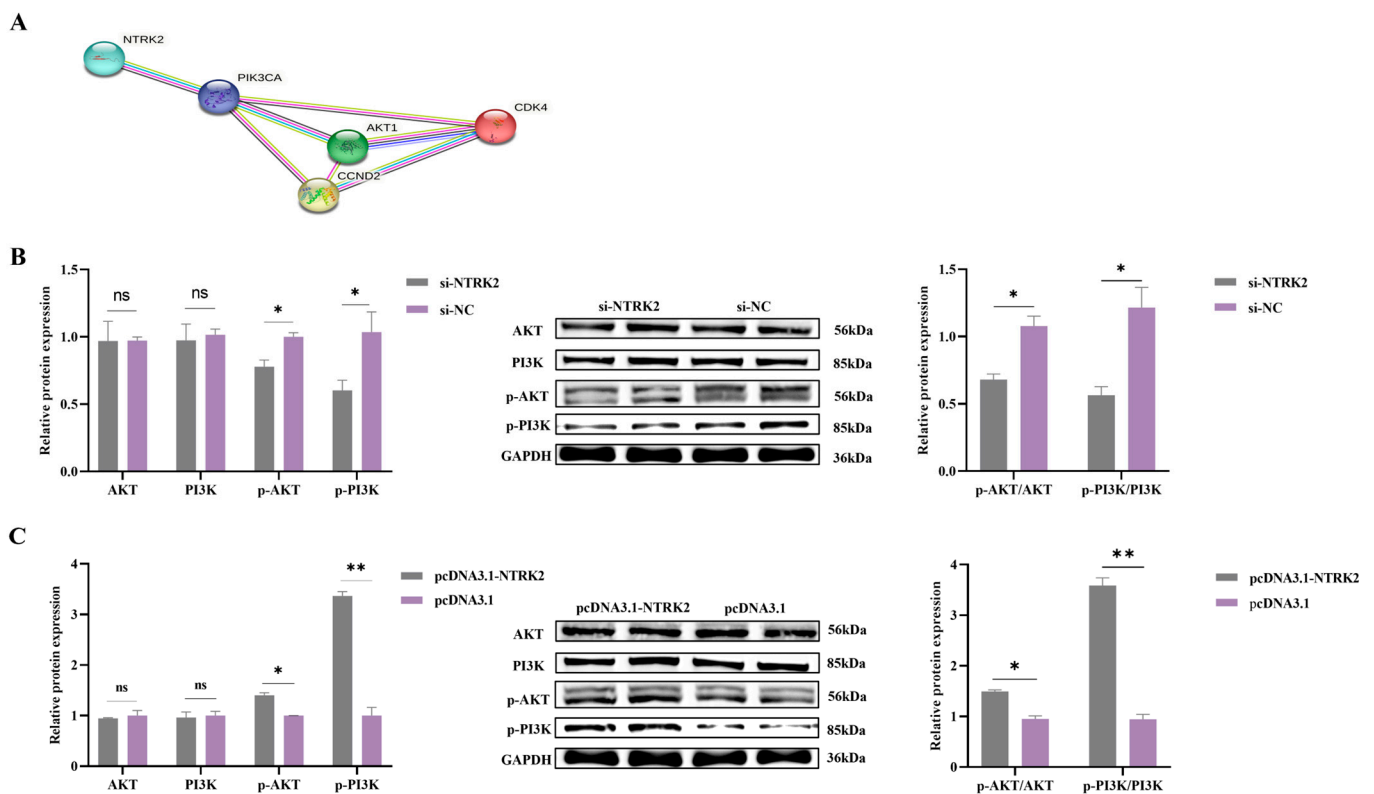 A
NTRK2
PIK3CA
CDK4
AKT1
CCND2
B
Relative protein expression
1.5
1.0
0.5
0.0
ns
ns
*
*
AKT
PI3K
p-AKT
p-PI3K
si-NTRK2
si-NC
si-NTRK2 si-NC
AKT 56kDa
PI3K 85kDa
p-AKT 56kDa
p-PI3K 85kDa
GAPDH 36kDa
Relative protein expression
1.5
1.0
0.5
0.0
*
*
p-AKT/AKT
p-PI3K/PI3K
si-NTRK2
si-NC
C
Relative protein expression
4
3
2
1
0
ns
ns
*
**
AKT
PI3K
p-AKT
p-PI3K
pcDNA3.1-NTRK2
pcDNA3.1
pcDNA3.1-NTRK2 pcDNA3.1
AKT 56kDa
PI3K 85kDa
p-AKT 56kDa
p-PI3K 85kDa
GAPDH 36kDa
Relative protein expression
4
3
2
1
0
*
**
p-AKT/AKT
p-PI3K/PI3K
pcDNA3.1-NTRK2
pcDNA3.1